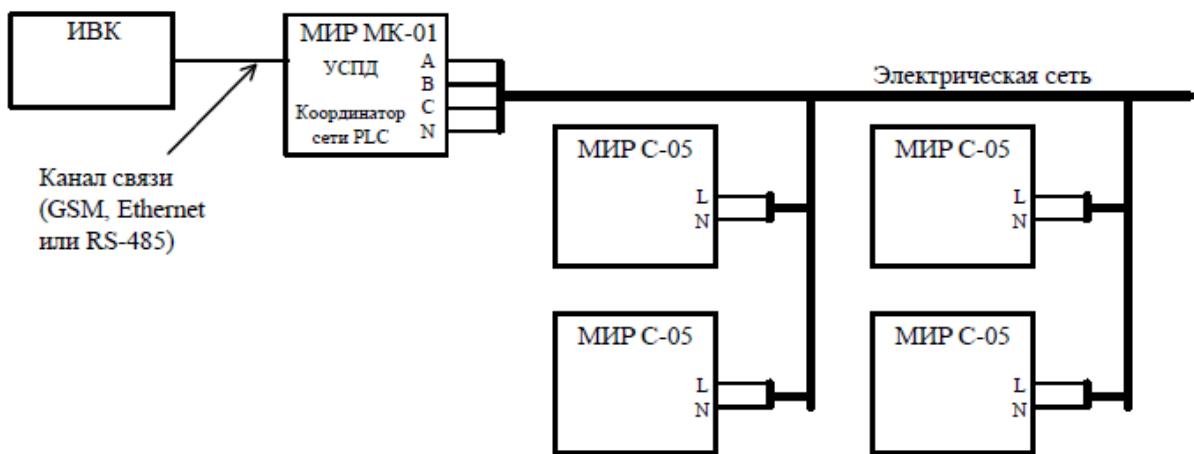 ИВК
МИР МК-01
УСПД
Координатор
сети PLC
A
B
C
N
Электрическая сеть
Канал связи
(GSM, Ethernet
или RS-485)
МИР С-05
L
N
МИР С-05
L
N
МИР С-05
L
N
МИР С-05
L
N